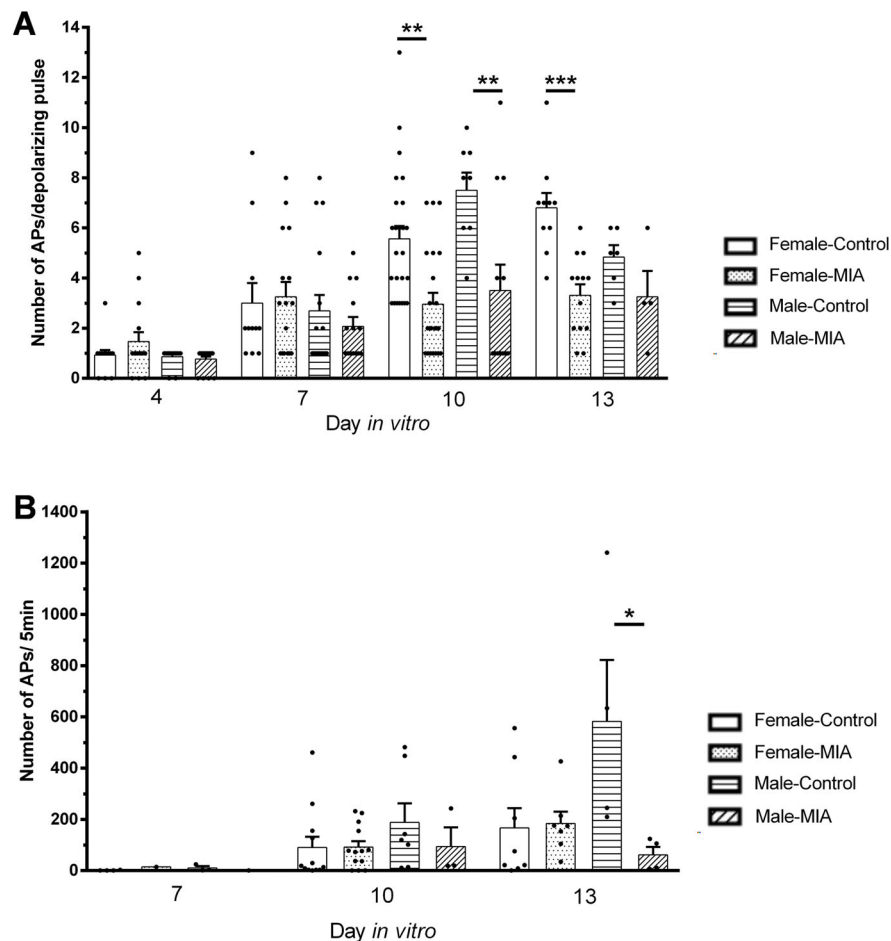 A
Number of APs/depolarizing pulse
14
12
10
8
6
4
2
0
** ** ***
4 7 10 13
Day in vitro
Female-Control
Female-MIA
Male-Control
Male-MIA
B
Number of APs/ 5min
1400
1200
1000
800
600
400
200
0
*
7 10 13
Day in vitro
Female-Control
Female-MIA
Male-Control
Male-MIA